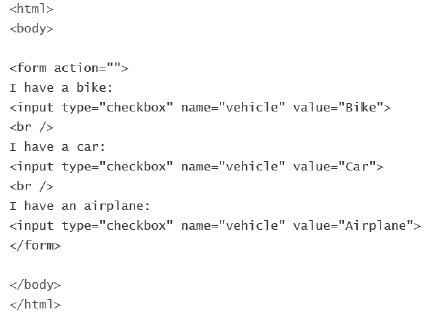 <html>
<body>
<form action="">
I have a bike:
<input type="checkbox" name="vehicle" value="Bike">
<br />
I have a car:
<input type="checkbox" name="vehicle" value="Car">
<br />
I have an airplane:
<input type="checkbox" name="vehicle" value="Airplane">
</form>
</body>
</html>